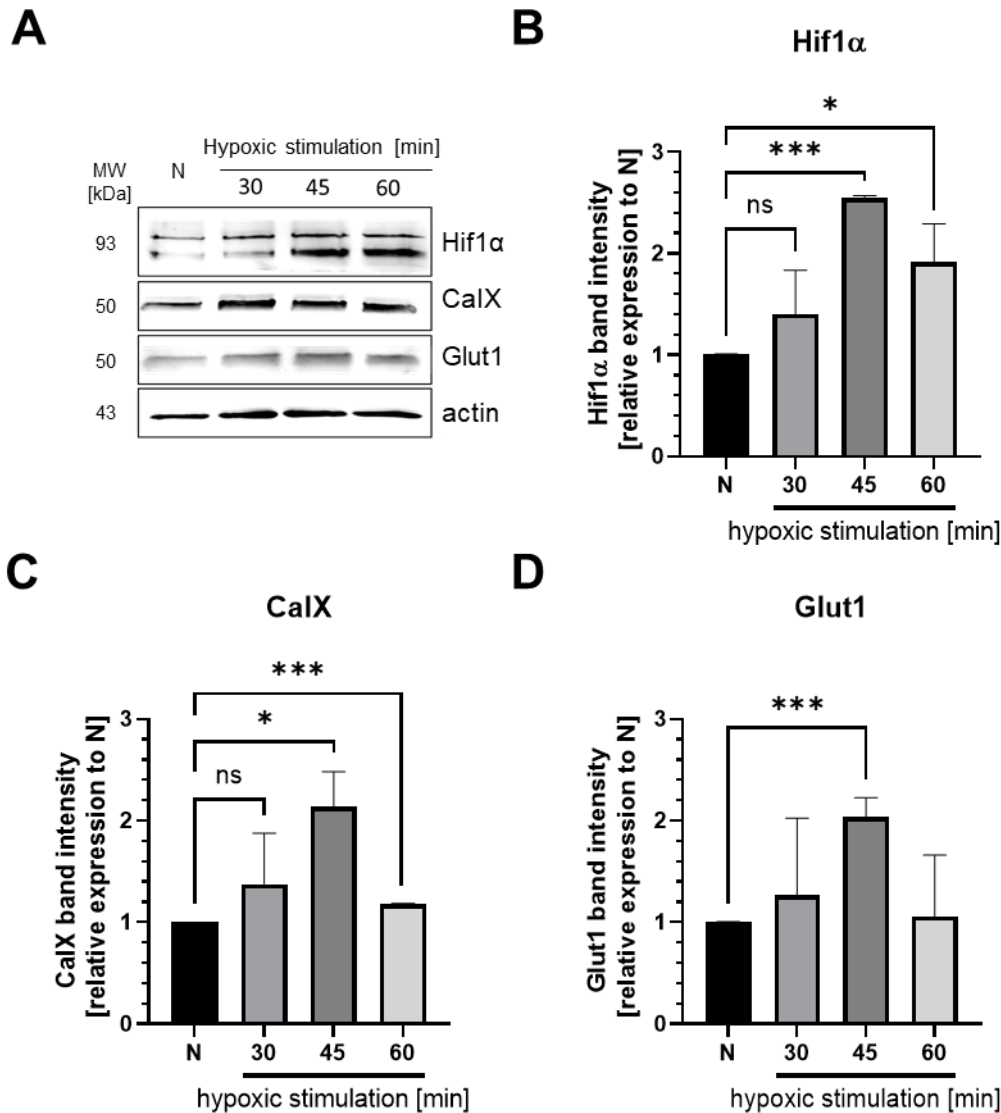 A
MW
[kDa]
N
Hypoxic stimulation [min]
30 45 60
93
Hif1α
50
CalX
50
Glut1
43
actin
B
Hif1α
*
***
ns
Hif1α band intensity
[relative expression to N]
3
2
1
0
N 30 45 60
hypoxic stimulation [min]
C
CalX
***
*
ns
CalX band intensity
[relative expression to N]
3
2
1
0
N 30 45 60
hypoxic stimulation [min]
D
Glut1
***
Glut1 band intensity
[relative expression to N]
3
2
1
0
N 30 45 60
hypoxic stimulation [min]